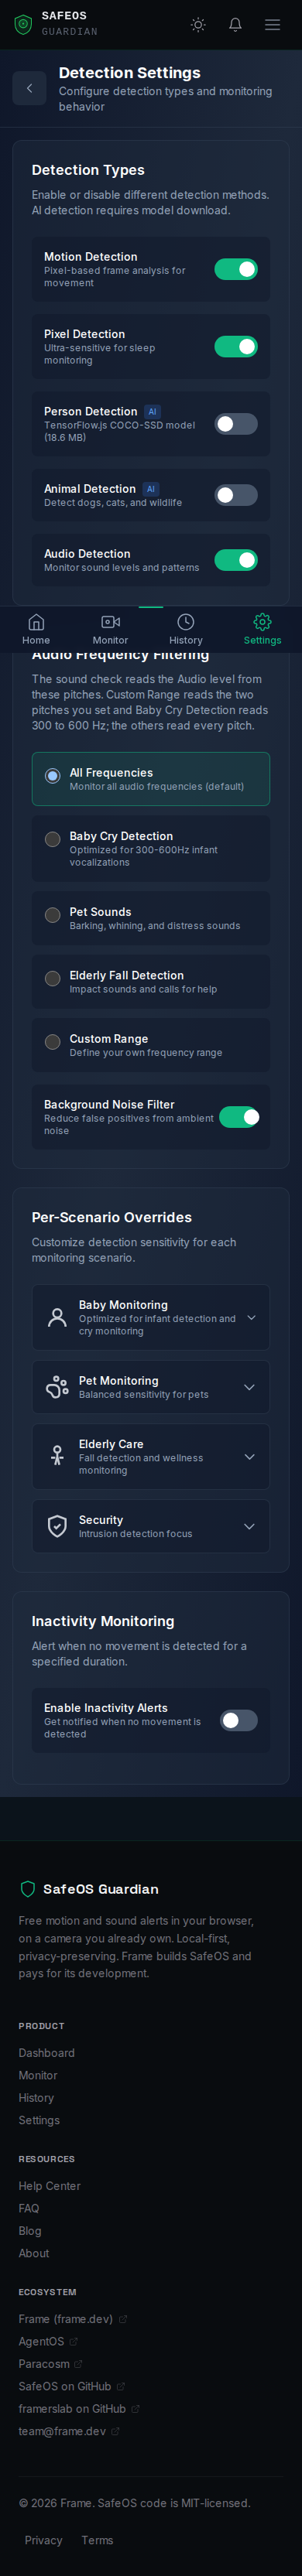 SAFEOS
GUARDIAN
Detection Settings
Configure detection types and monitoring
behavior
Detection Types
Enable or disable different detection methods.
AI detection requires model download.
Motion Detection
Pixel-based frame analysis for
movement
Pixel Detection
Ultra-sensitive for sleep
monitoring
Person Detection AI
TensorFlow.js COCO-SSD model
(18.6 MB)
Animal Detection AI
Detect dogs, cats, and wildlife
Audio Detection
Monitor sound levels and patterns
Home
Monitor
History
Settings
Audio Frequency Filtering
The sound check reads the Audio level from
these pitches. Custom Range reads the two
pitches you set and Baby Cry Detection reads
300 to 600 Hz; the others read every pitch.
All Frequencies
Monitor all audio frequencies (default)
Baby Cry Detection
Optimized for 300-600Hz infant
vocalizations
Pet Sounds
Barking, whining, and distress sounds
Elderly Fall Detection
Impact sounds and calls for help
Custom Range
Define your own frequency range
Background Noise Filter
Reduce false positives from ambient
noise
Per-Scenario Overrides
Customize detection sensitivity for each
monitoring scenario.
Baby Monitoring
Optimized for infant detection and
cry monitoring
Pet Monitoring
Balanced sensitivity for pets
Elderly Care
Fall detection and wellness
monitoring
Security
Intrusion detection focus
Inactivity Monitoring
Alert when no movement is detected for a
specified duration.
Enable Inactivity Alerts
Get notified when no movement is
detected
SafeOS Guardian
Free motion and sound alerts in your browser,
on a camera you already own. Local-first,
privacy-preserving. Frame builds SafeOS and
pays for its development.
PRODUCT
Dashboard
Monitor
History
Settings
RESOURCES
Help Center
FAQ
Blog
About
ECOSYSTEM
Frame (frame.dev)
AgentOS
Paracosm
SafeOS on GitHub
framerslab on GitHub
team@frame.dev
© 2026 Frame. SafeOS code is MIT-licensed.
Privacy
Terms